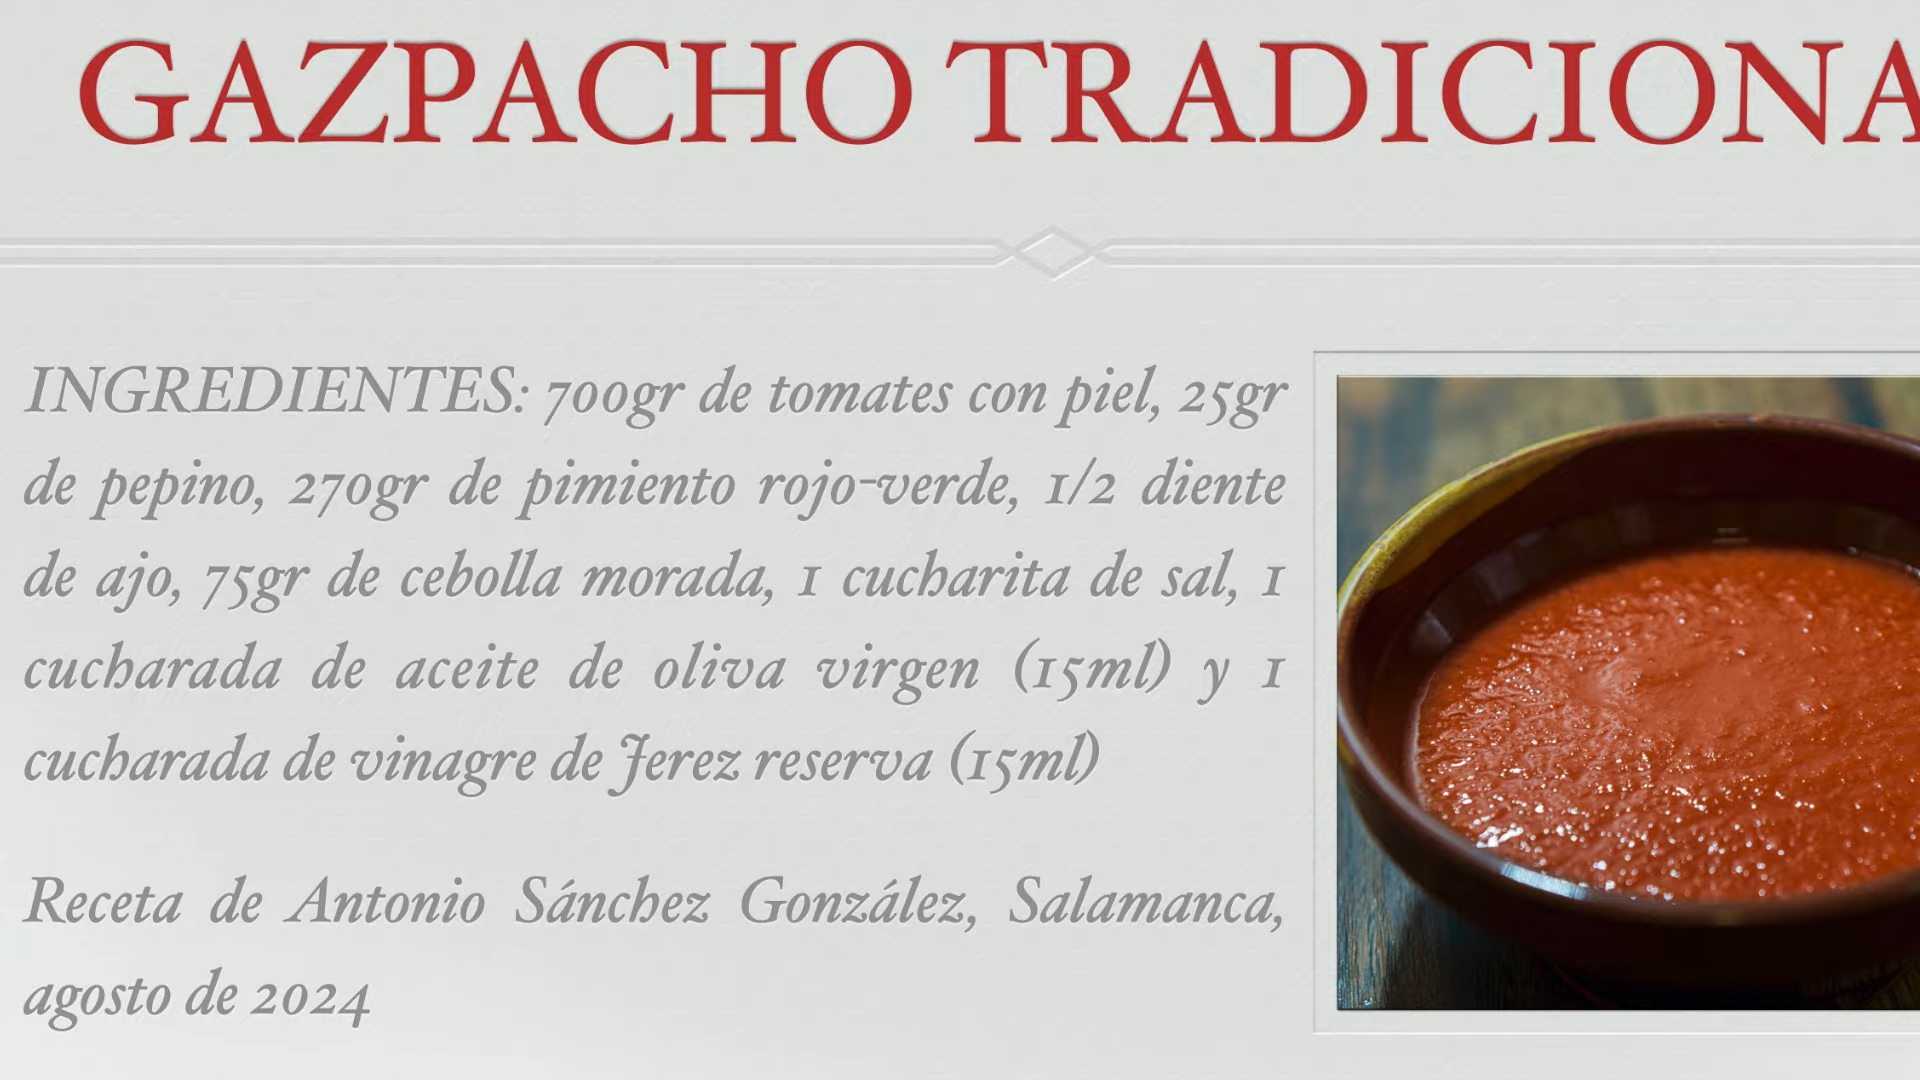 GAZPACHO TRADICIONA
INGREDIENTES: 700gr de tomates con piel, 25gr
de pepino, 270gr de pimiento rojo-verde, 1/2 diente
de ajo, 75gr de cebolla morada, 1 cucharita de sal, 1
cucharada de aceite de oliva virgen (15ml) y 1
cucharada de vinagre de Jerez reserva (15ml)
Receta de Antonio Sánchez González, Salamanca,
agosto de 2024